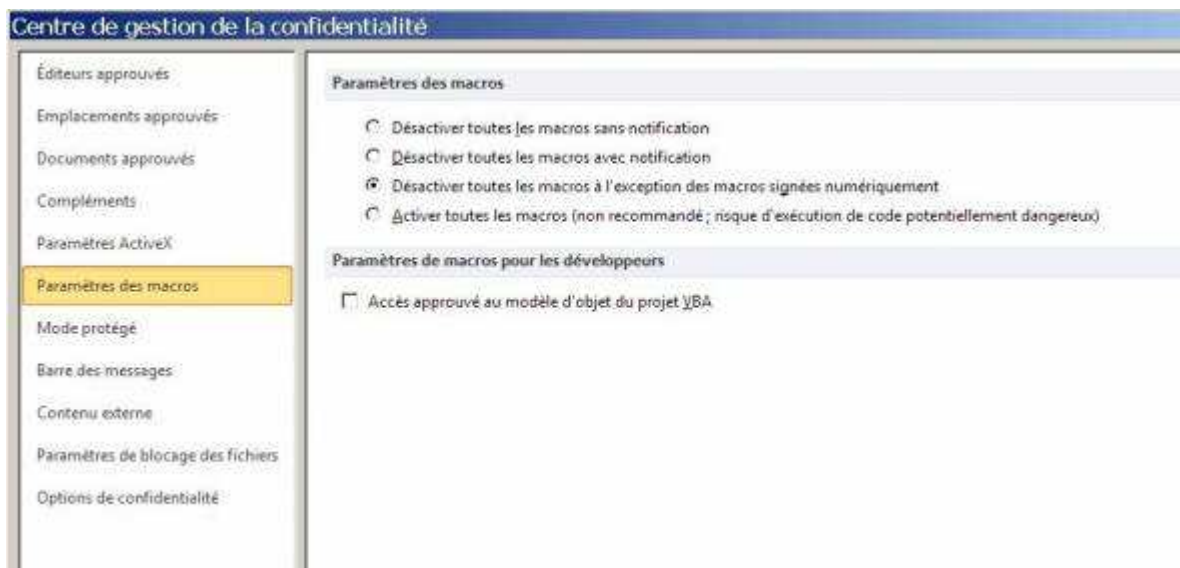 Centre de gestion de la confidentialité
Éditeurs approuvés
Emplacements approuvés
Documents approuvés
Compléments
Paramètres ActiveX
Paramètres des macros
Mode protégé
Barre des messages
Contenu externe
Paramètres de blocage des fichiers
Options de confidentialité
Paramètres des macros
Désactiver toutes les macros sans notification
Désactiver toutes les macros avec notification
Désactiver toutes les macros à l'exception des macros signées numériquement
Activer toutes les macros (non recommandé ; risque d'exécution de code potentiellement dangereux)
Paramètres de macros pour les développeurs
Accès approuvé au modèle d'objet du projet VBA